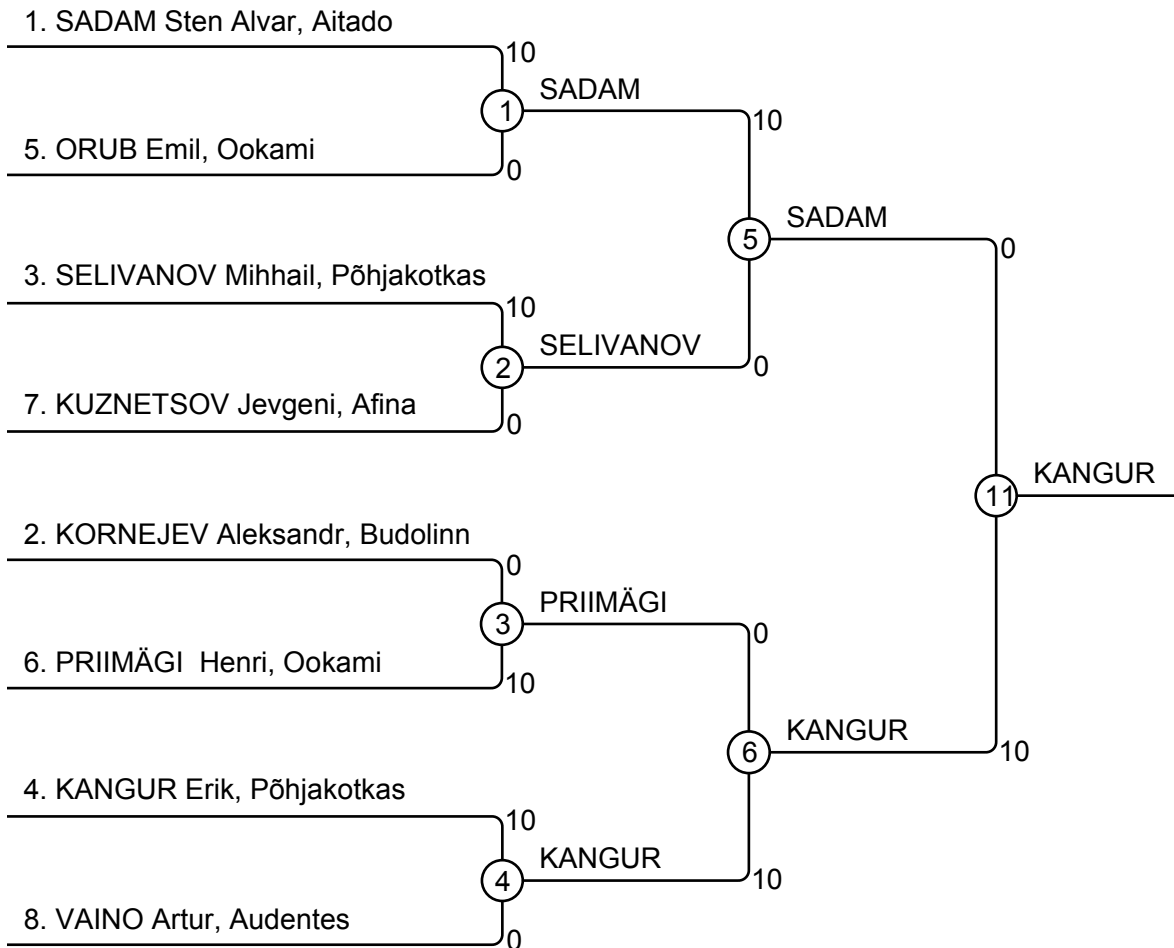 1. SADAM Sten Alvar, Aitado
10
1
SADAM
10
5. ORUB Emil, Ookami
0
5
SADAM
0
3. SELIVANOV Mihhail, Põhjakotkas
10
2
SELIVANOV
0
7. KUZNETSOV Jevgeni, Afina
0
11
KANGUR
2. KORNEJEV Aleksandr, Budolinn
0
3
PRIIMÄGI
0
6. PRIIMÄGI  Henri, Ookami
10
6
KANGUR
10
4. KANGUR Erik, Põhjakotkas
10
4
KANGUR
10
8. VAINO Artur, Audentes
0